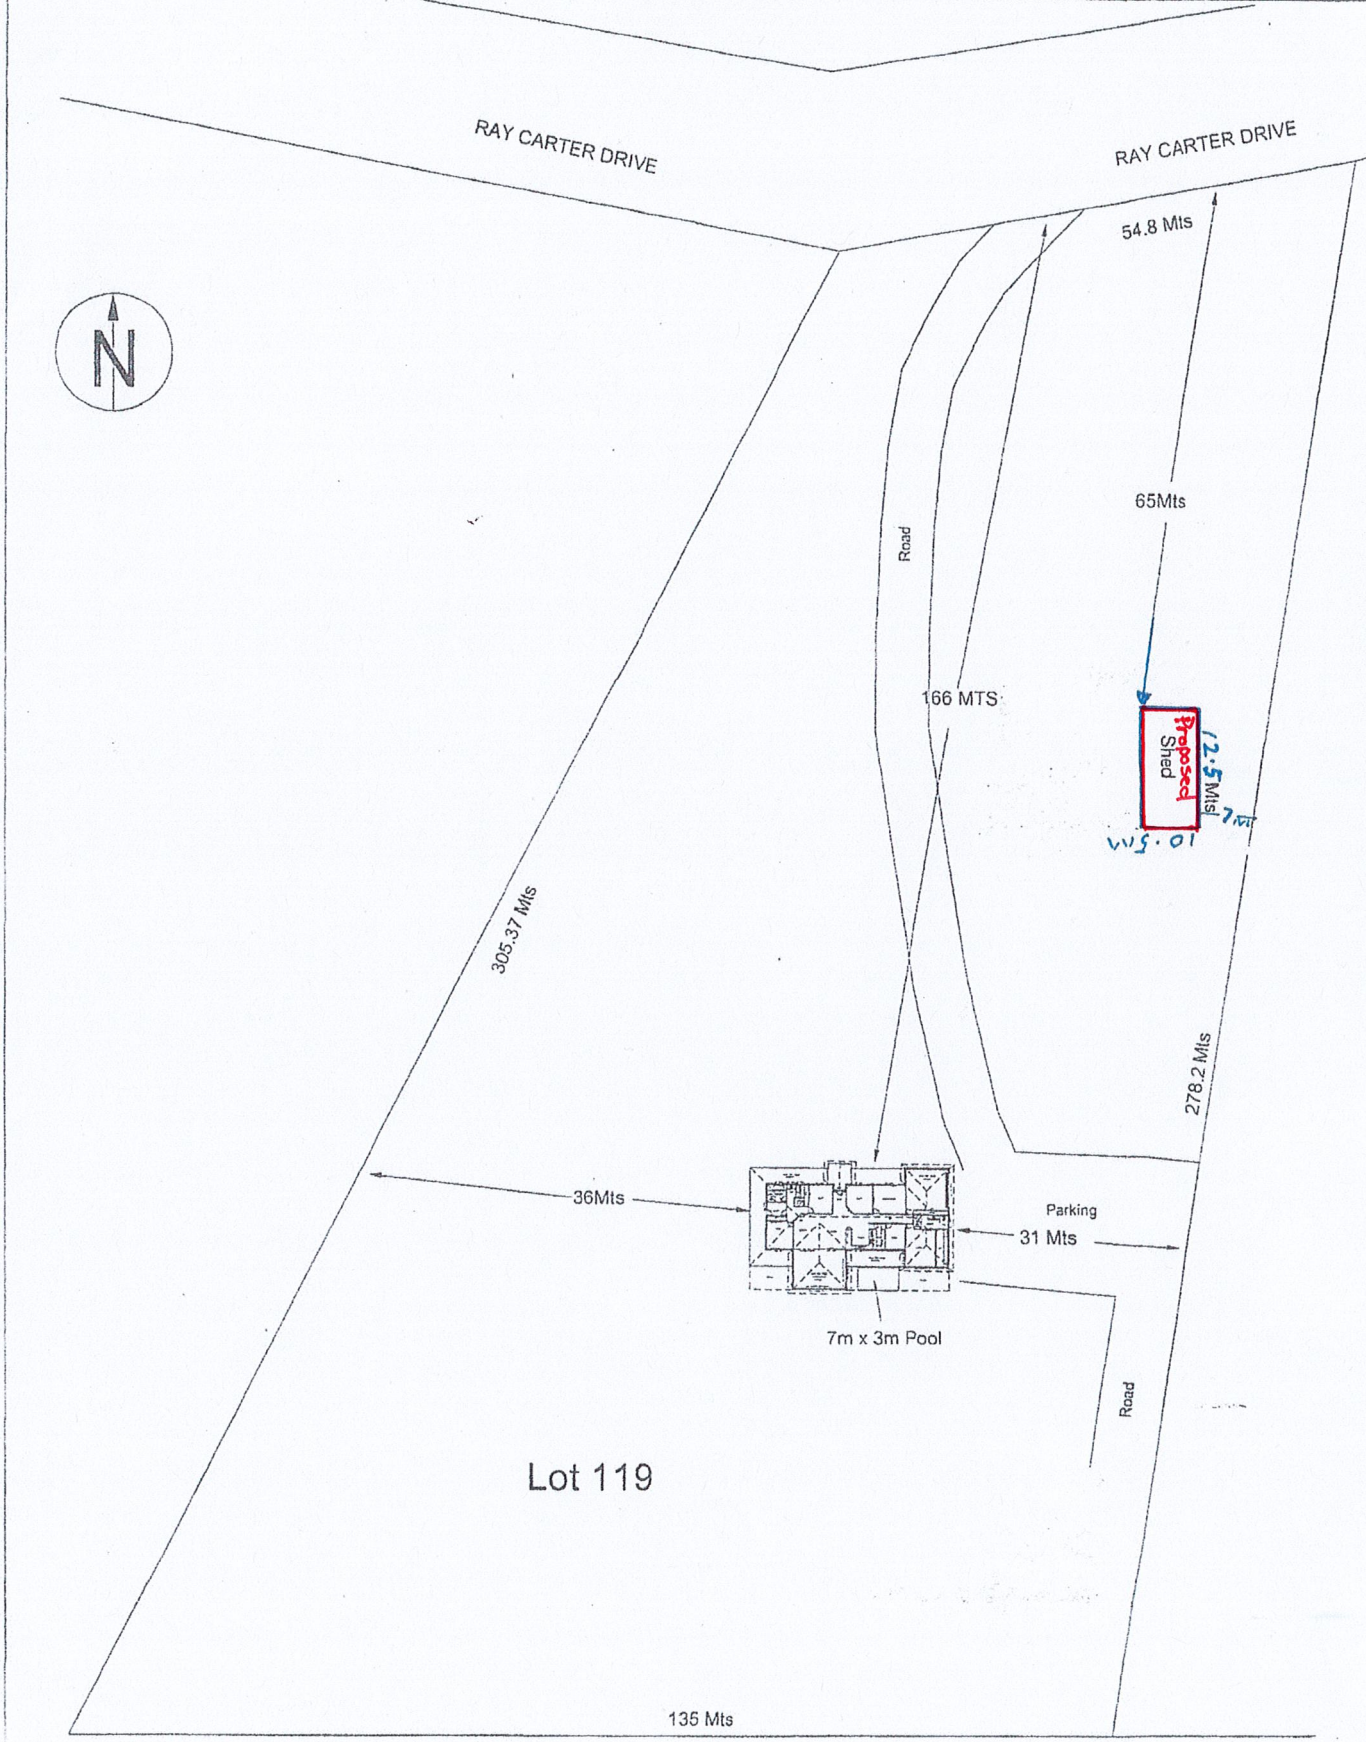 RAY CARTER DRIVE
RAY CARTER DRIVE
54.8 Mts
N
65Mts
Road
166 MTS
Proposed
Shed
12.5 Mts
10.5m
305.37 Mts
278.2 Mts
36Mts
Parking
31 Mts
7m x 3m Pool
Road
Lot 119
135 Mts